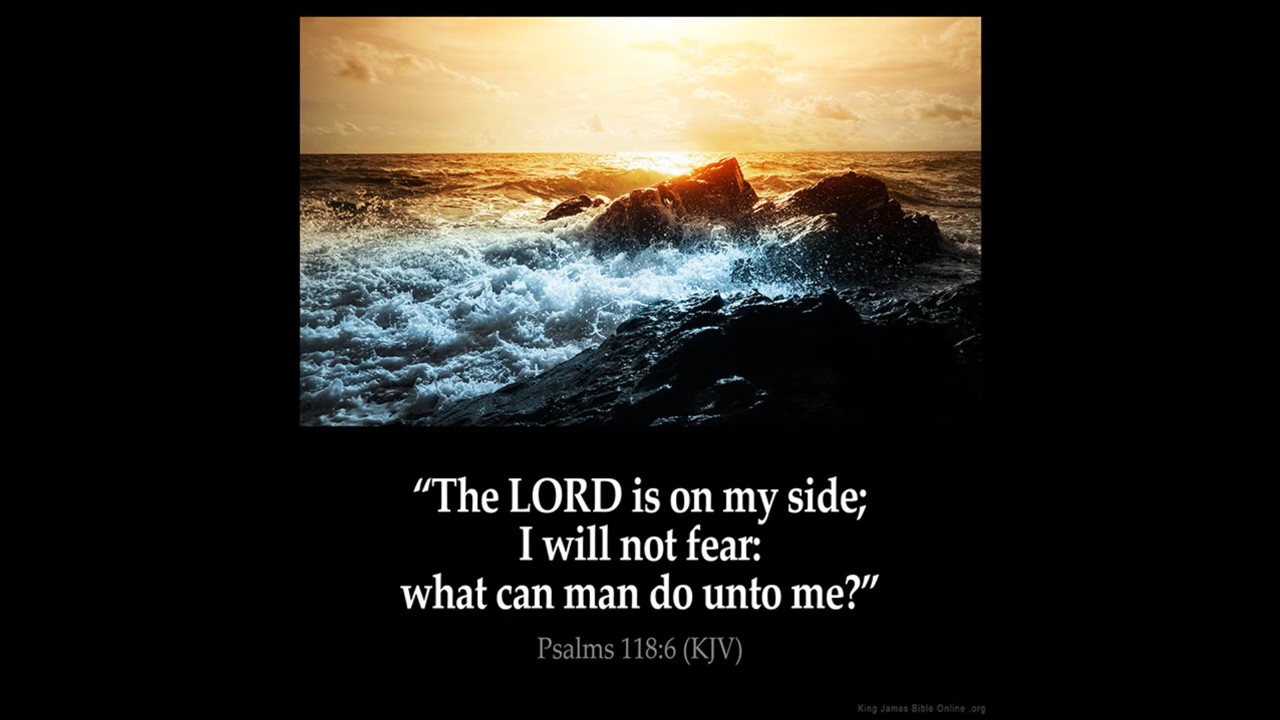 “The LORD is on my side;
I will not fear:
what can man do unto me?”
Psalms 118:6 (KJV)
King James Bible Online .org